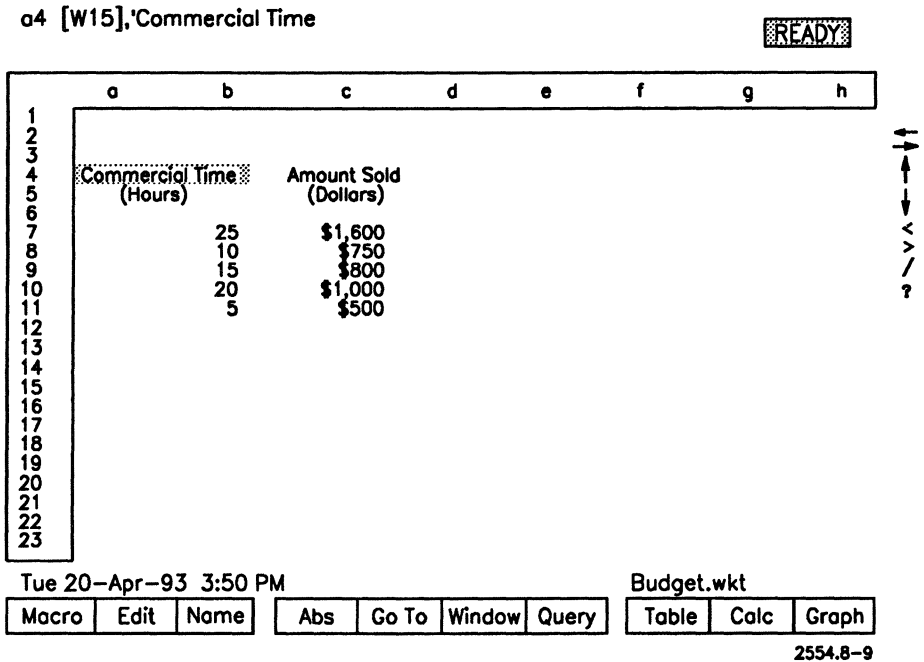 a4 [W15],'Commercial Time
READY
a b c d e f g h
1
2
3
4 Commercial Time Amount Sold
5 (Hours) (Dollars)
6
7 25 $1,600
8 10 $750
9 15 $800
10 20 $1,000
11 5 $500
12
13
14
15
16
17
18
19
20
21
22
23
← 
→
↑
↓
<
>
/
?
Tue 20-Apr-93 3:50 PM Budget.wkt
Macro Edit Name Abs Go To Window Query Table Calc Graph
2554.8-9